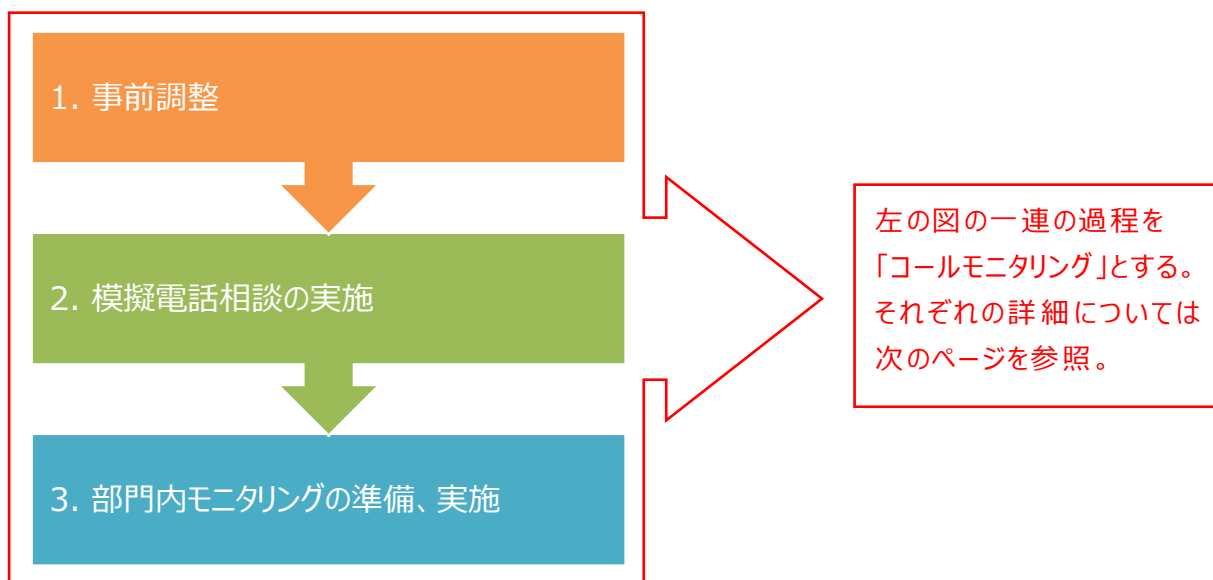 1. 事前調整
2. 模擬電話相談の実施
3. 部門内モニタリングの準備、実施
左の図の一連の過程を
「コールモニタリング」とする。
それぞれの詳細については
次のページを参照。